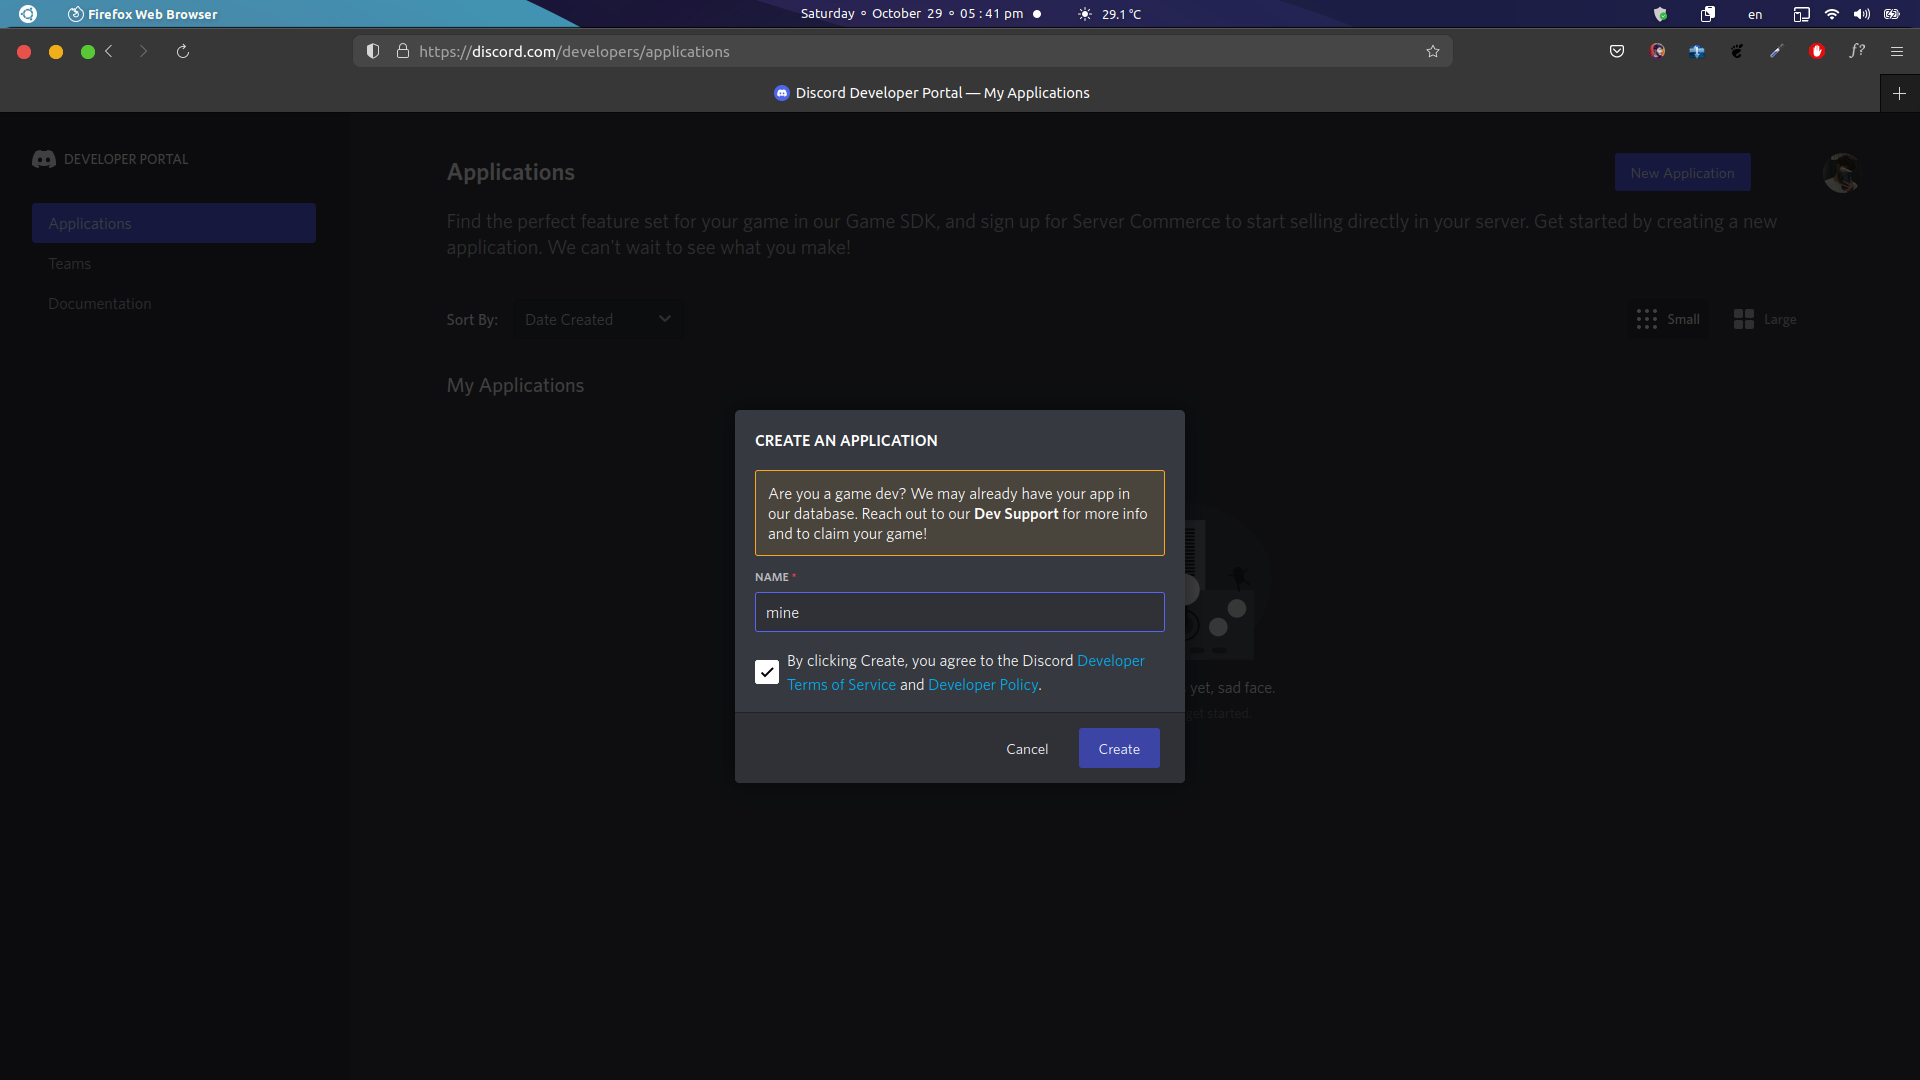 Firefox Web Browser
Saturday ∘ October 29 ∘ 05 : 41 pm
29.1 °C
en
https://discord.com/developers/applications
f?
Discord Developer Portal — My Applications
DEVELOPER PORTAL
Applications
Teams
Documentation
Applications
New Application
Find the perfect feature set for your game in our Game SDK, and sign up for Server Commerce to start selling directly in your server. Get started by creating a new
application. We can't wait to see what you make!
Sort By:
Date Created
Small
Large
My Applications
CREATE AN APPLICATION
Are you a game dev? We may already have your app in
our database. Reach out to our Dev Support for more info
and to claim your game!
NAME *
mine
By clicking Create, you agree to the Discord Developer
Terms of Service and Developer Policy.
Cancel
Create
yet, sad face.
get started